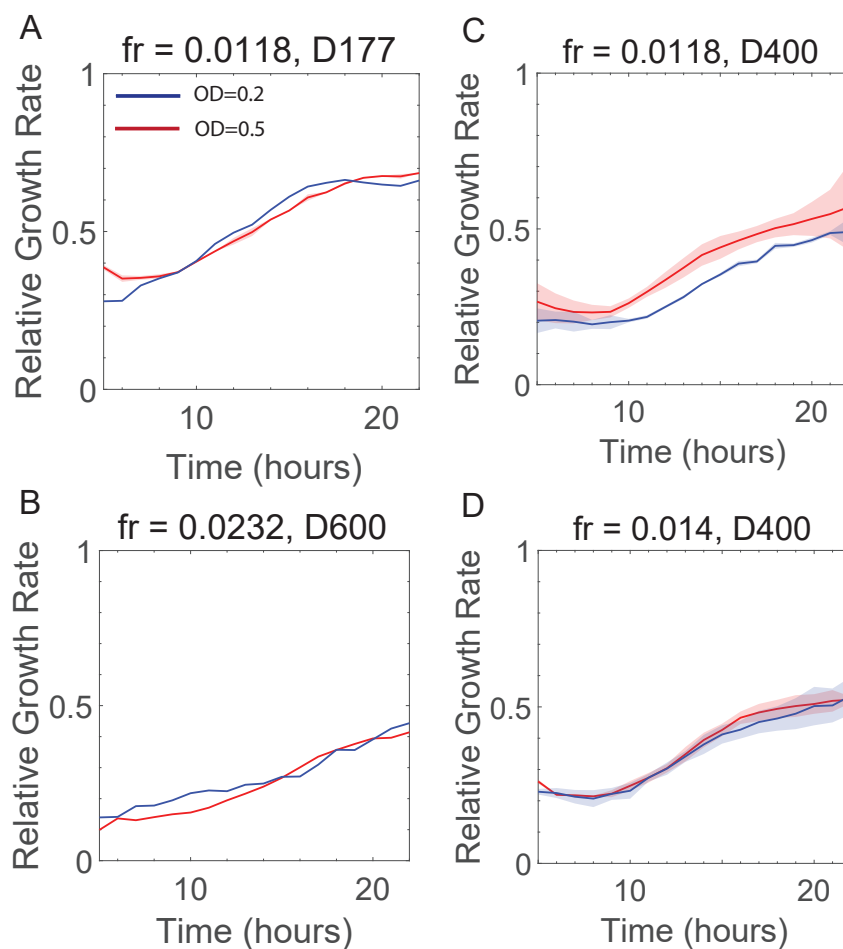 A
fr = 0.0118, D177
1
OD=0.2
OD=0.5
0.5
0
10
20
Relative Growth Rate
Time (hours)
C
fr = 0.0118, D400
1
0.5
0
10
20
Relative Growth Rate
Time (hours)
B
fr = 0.0232, D600
1
0.5
0
10
20
Relative Growth Rate
Time (hours)
D
fr = 0.014, D400
1
0.5
0
10
20
Relative Growth Rate
Time (hours)